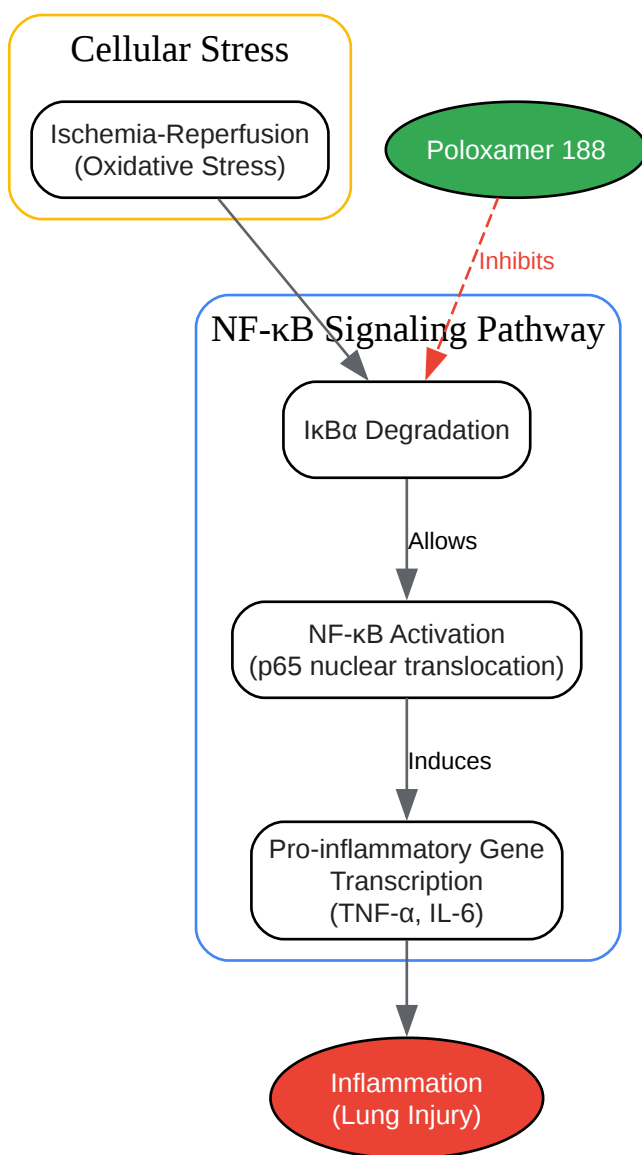 Cellular Stress
Ischemia-Reperfusion
(Oxidative Stress)
Poloxamer 188
Inhibits
NF-κB Signaling Pathway
IκBα Degradation
Allows
NF-κB Activation
(p65 nuclear translocation)
Induces
Pro-inflammatory Gene
Transcription
(TNF-α, IL-6)
Inflammation
(Lung Injury)